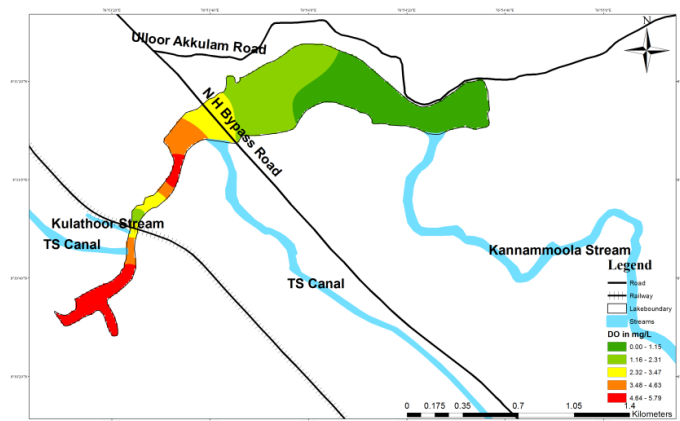 N
Ulloor Akkulam Road
N H Bypass Road
Kulathoor Stream
TS Canal
Kannammoola Stream
TS Canal
Legend
Road
Railway
Lakeboundary
Streams
DO in mg/L
0.00 - 1.15
1.16 - 2.31
2.32 - 3.47
3.48 - 4.63
4.64 - 5.79
0 0.175 0.35 0.7 1.05 1.4
Kilometers